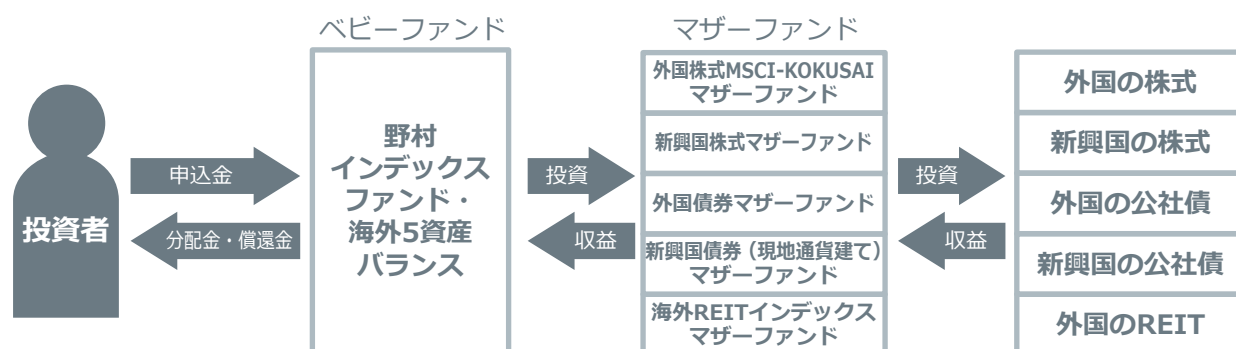 ベビーファンド
マザーファンド
投資者
申込金
分配金・償還金
野村
インデックス
ファンド・
海外5資産
バランス
投資
収益
外国株式MSCI-KOKUSAI
マザーファンド
新興国株式マザーファンド
外国債券マザーファンド
新興国債券（現地通貨建て）
マザーファンド
海外REITインデックス
マザーファンド
投資
収益
外国の株式
新興国の株式
外国の公社債
新興国の公社債
外国のREIT